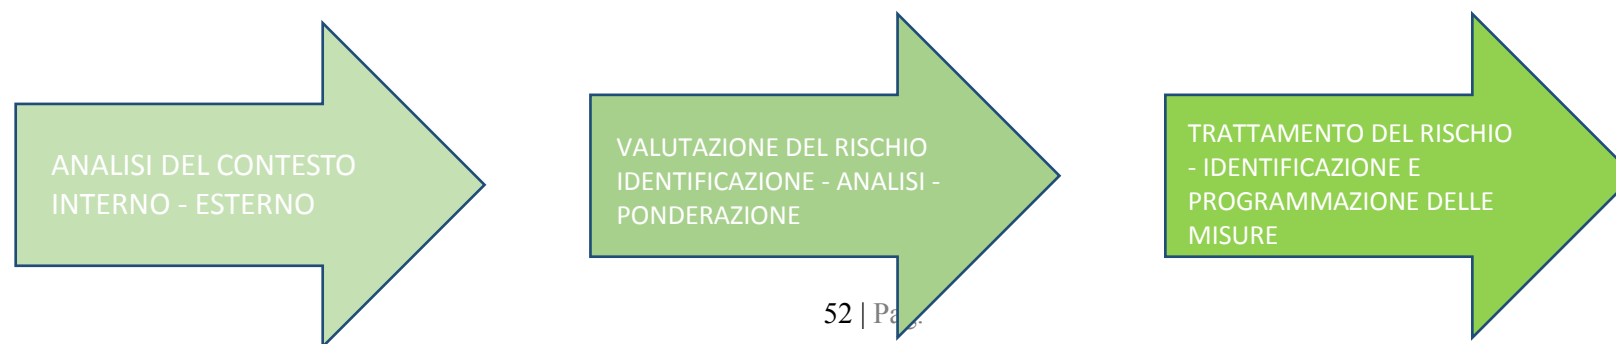 ANALISI DEL CONTESTO
INTERNO - ESTERNO
VALUTAZIONE DEL RISCHIO
IDENTIFICAZIONE - ANALISI -
PONDERAZIONE
TRATTAMENTO DEL RISCHIO
- IDENTIFICAZIONE E
PROGRAMMAZIONE DELLE
MISURE
52 | Pag.